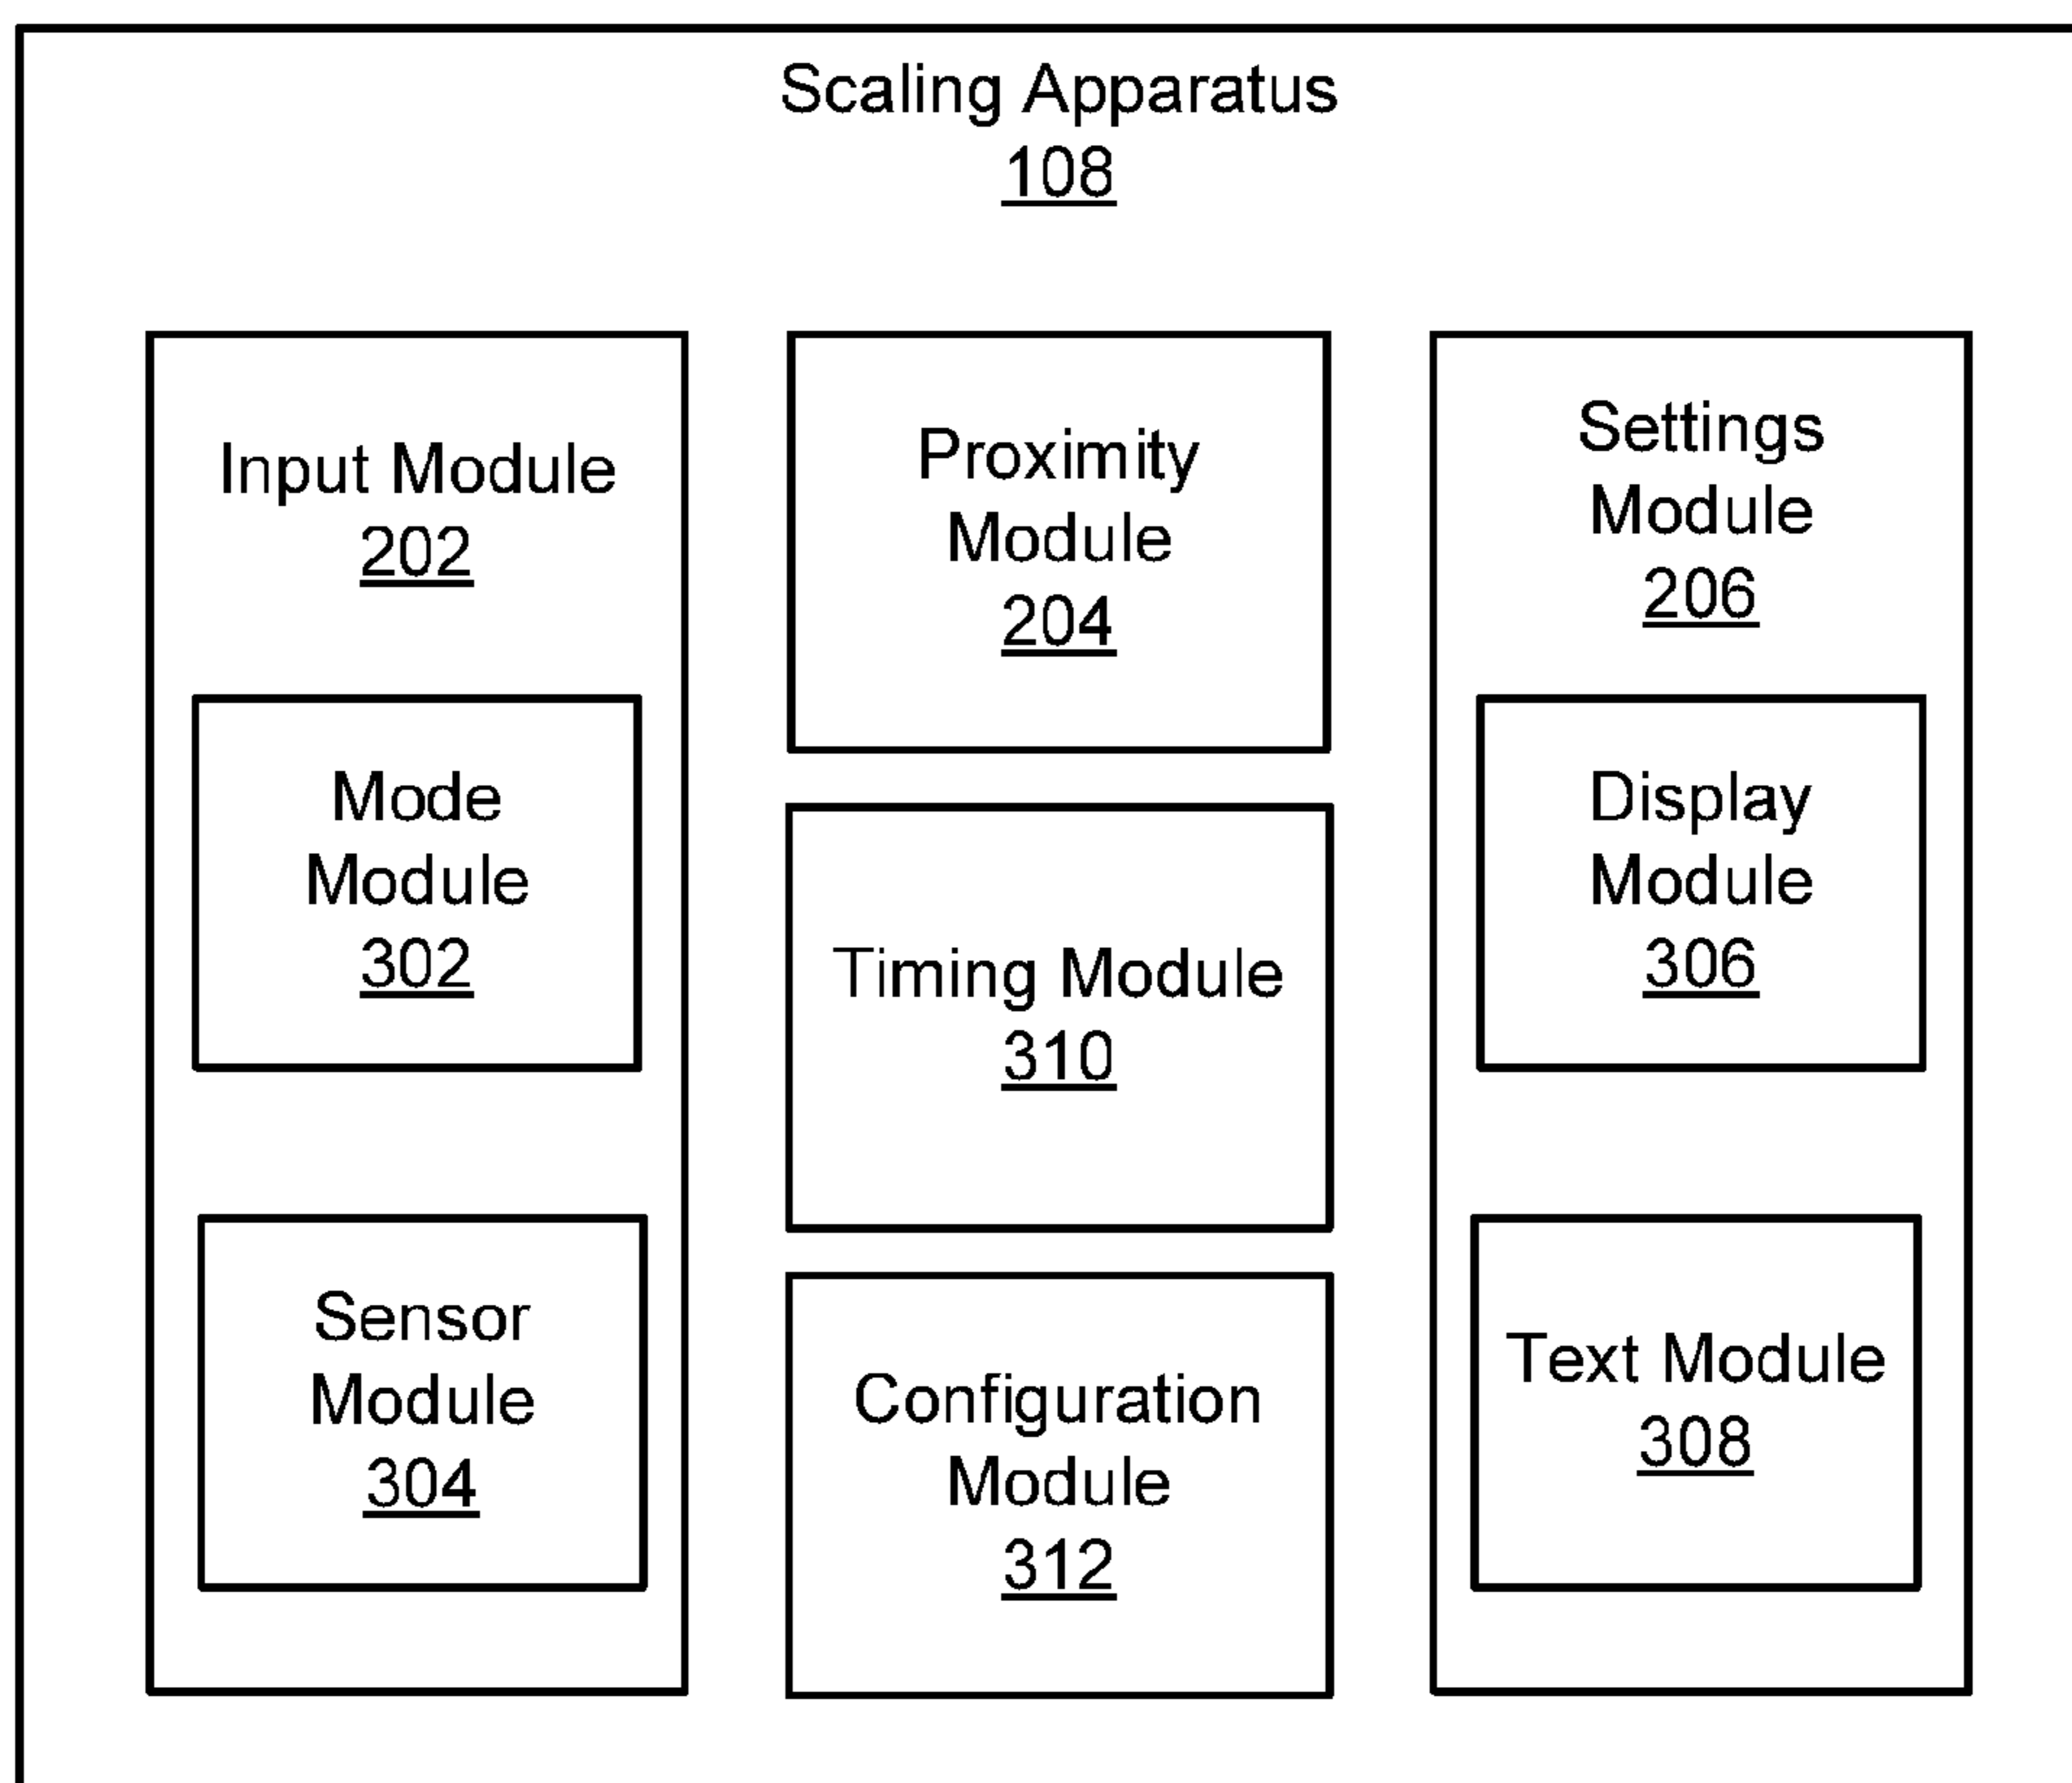 Scaling Apparatus
108
Input Module
202
Mode
Module
302
Sensor
Module
304
Proximity
Module
204
Timing Module
310
Configuration
Module
312
Settings
Module
206
Display
Module
306
Text Module
308